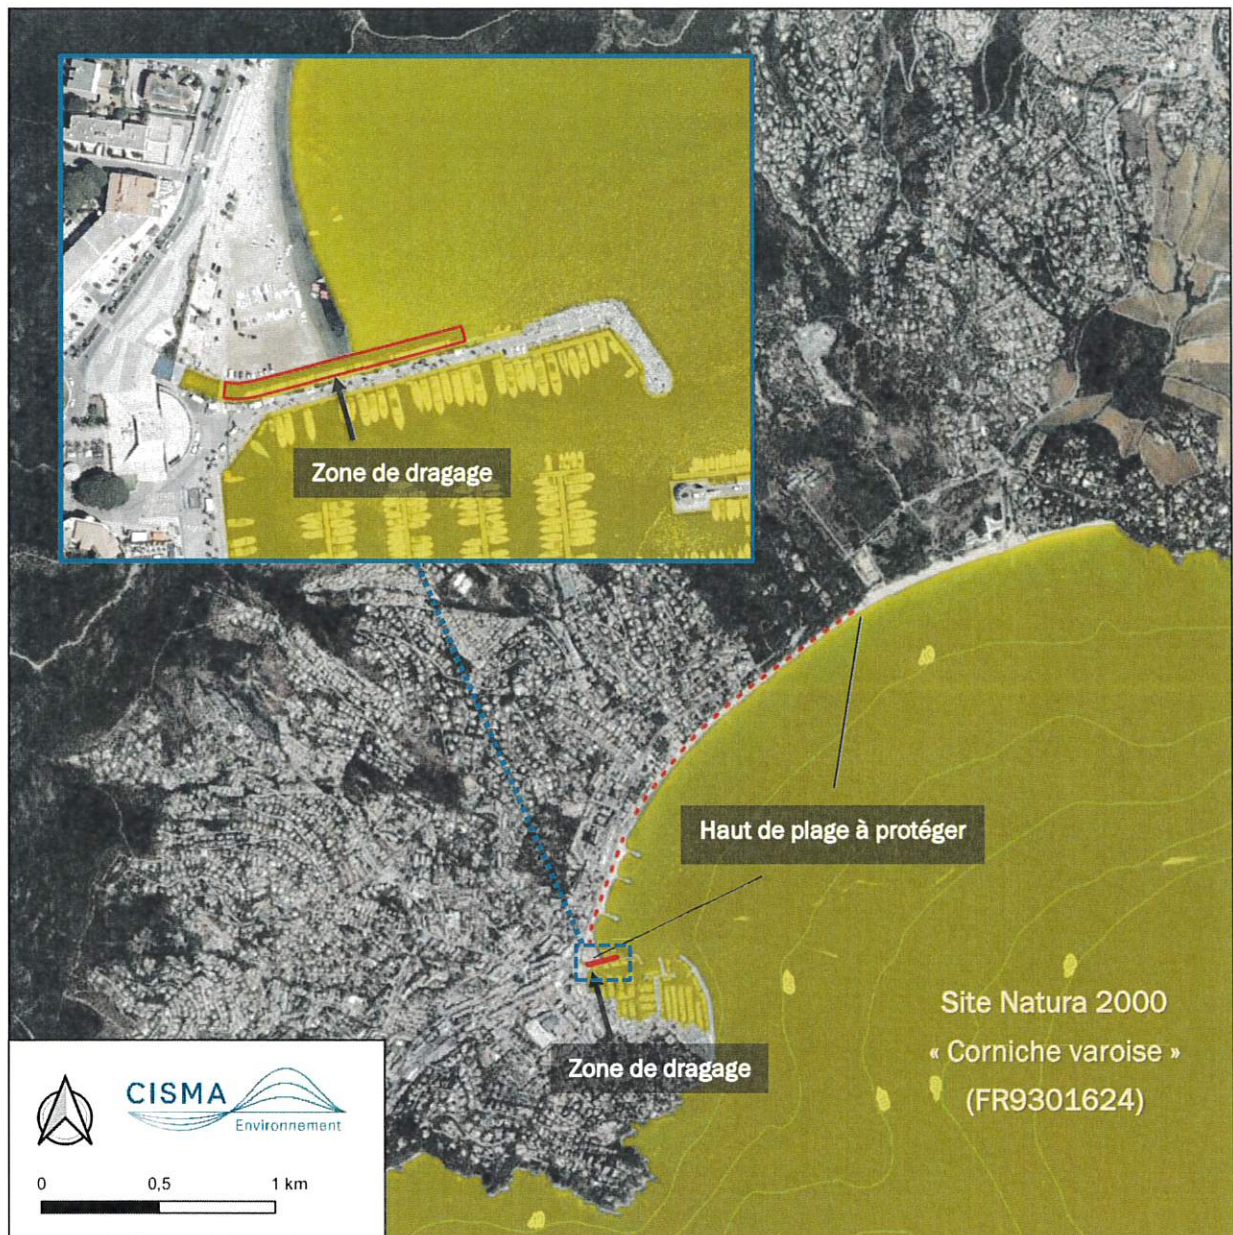 Zone de dragage
Haut de plage à protéger
Zone de dragage
Site Natura 2000
« Corniche varoise »
(FR9301624)
CISMA
Environnement
0 0,5 1 km